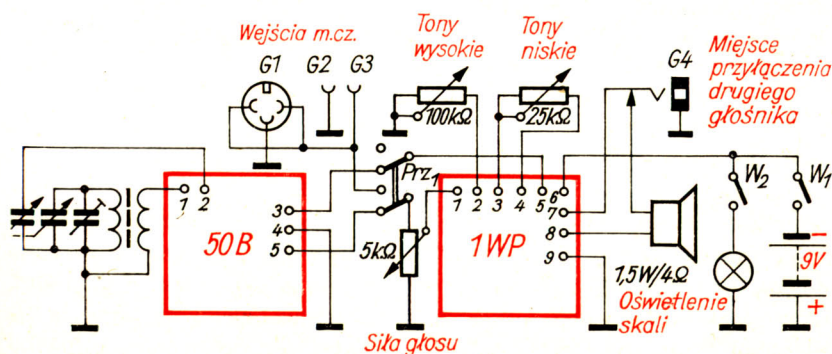 Wejścia m.cz.
G1
G2
G3
Tony
wysokie
100kΩ
Tony
niskie
25kΩ
G4
Miejsce
przyłączenia
drugiego
głośnika
Prz1
1
2
3
4
5
50B
5kΩ
Siła głosu
1
2
3
4
5
6
7
8
9
1WP
1,5W/4Ω
Oświetlenie
skali
W2
W1
−
9V
+